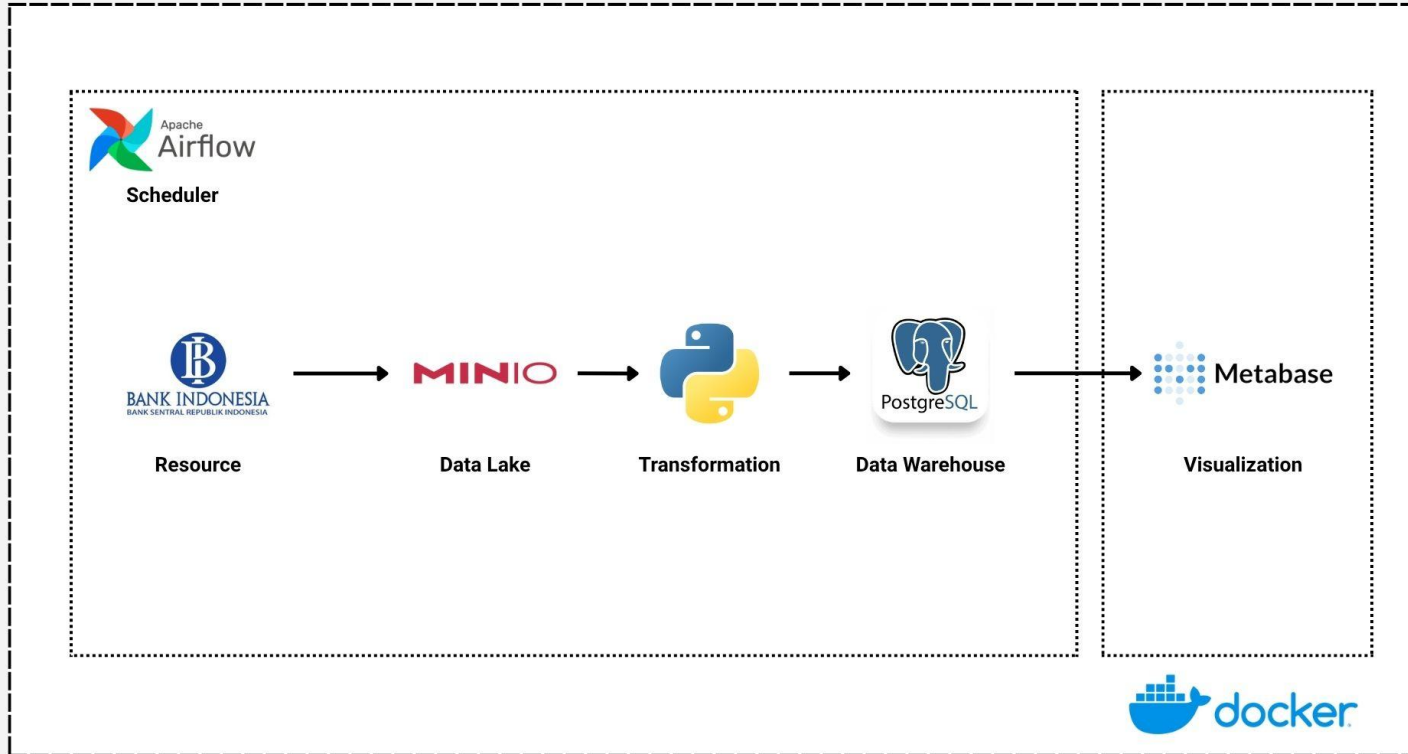 Apache
Airflow
Scheduler
BANK INDONESIA
BANK SENTRAL REPUBLIK INDONESIA
MINIO
PostgreSQL
Metabase
Resource
Data Lake
Transformation
Data Warehouse
Visualization
docker